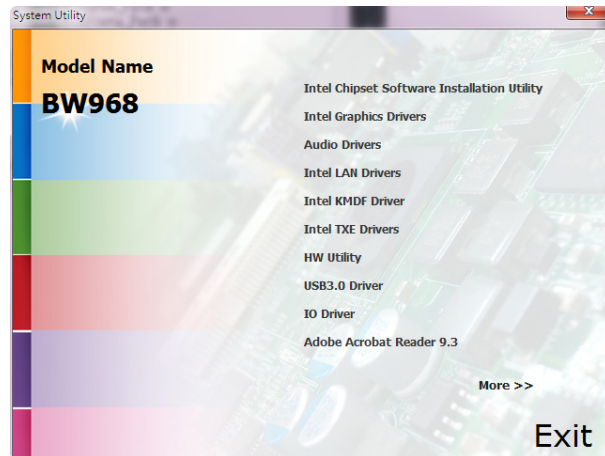 System Utility
Model Name
BW968
Intel Chipset Software Installation Utility
Intel Graphics Drivers
Audio Drivers
Intel LAN Drivers
Intel KMDF Driver
Intel TXE Drivers
HW Utility
USB3.0 Driver
IO Driver
Adobe Acrobat Reader 9.3
More >>
Exit